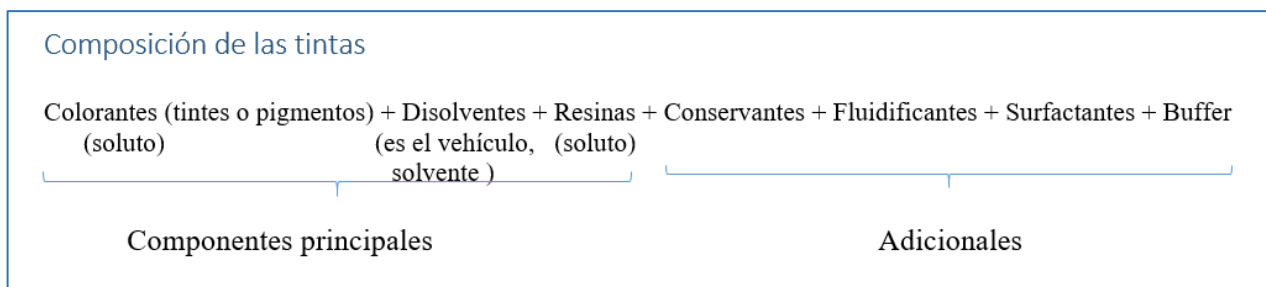 Composición de las tintas
Colorantes (tintes o pigmentos) + Disolventes + Resinas + Conservantes + Fluidificantes + Surfactantes + Buffer
(soluto) (es el vehículo, (soluto)
solvente )
Componentes principales Adicionales